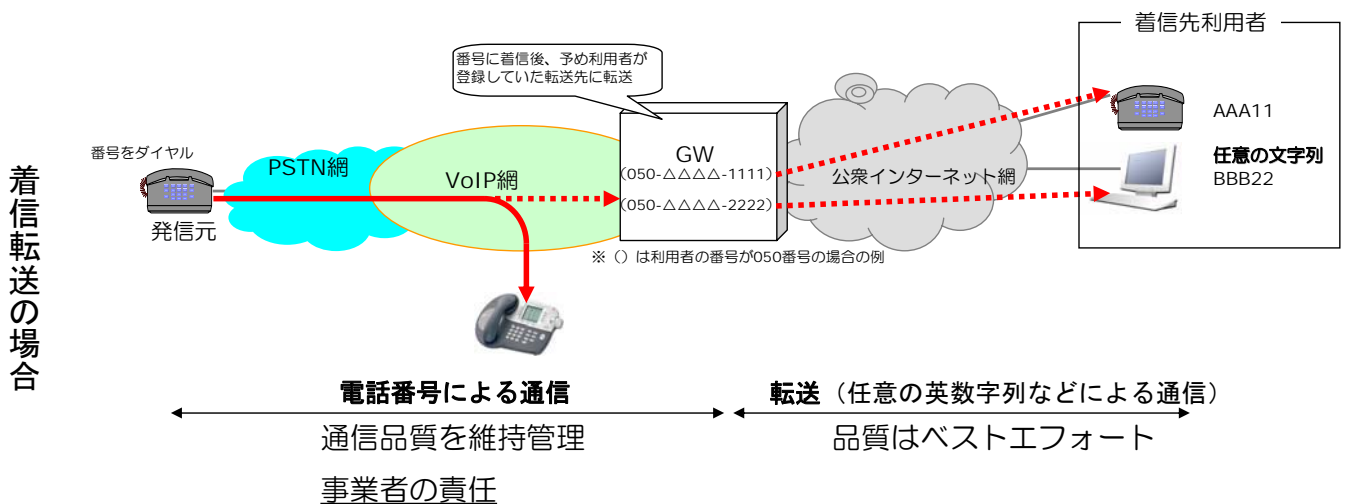 着信転送の場合
着信先利用者
番号に着信後、予め利用者が
登録していた転送先に転送
AAA11
番号をダイヤル
PSTN網
VoIP網
GW
(050-△△△△-1111)
(050-△△△△-2222)
公衆インターネット網
任意の文字列
BBB22
発信元
※()は利用者の番号が050番号の場合の例
電話番号による通信
転送(任意の英数字列などによる通信)
通信品質を維持管理
品質はベストエフォート
事業者の責任